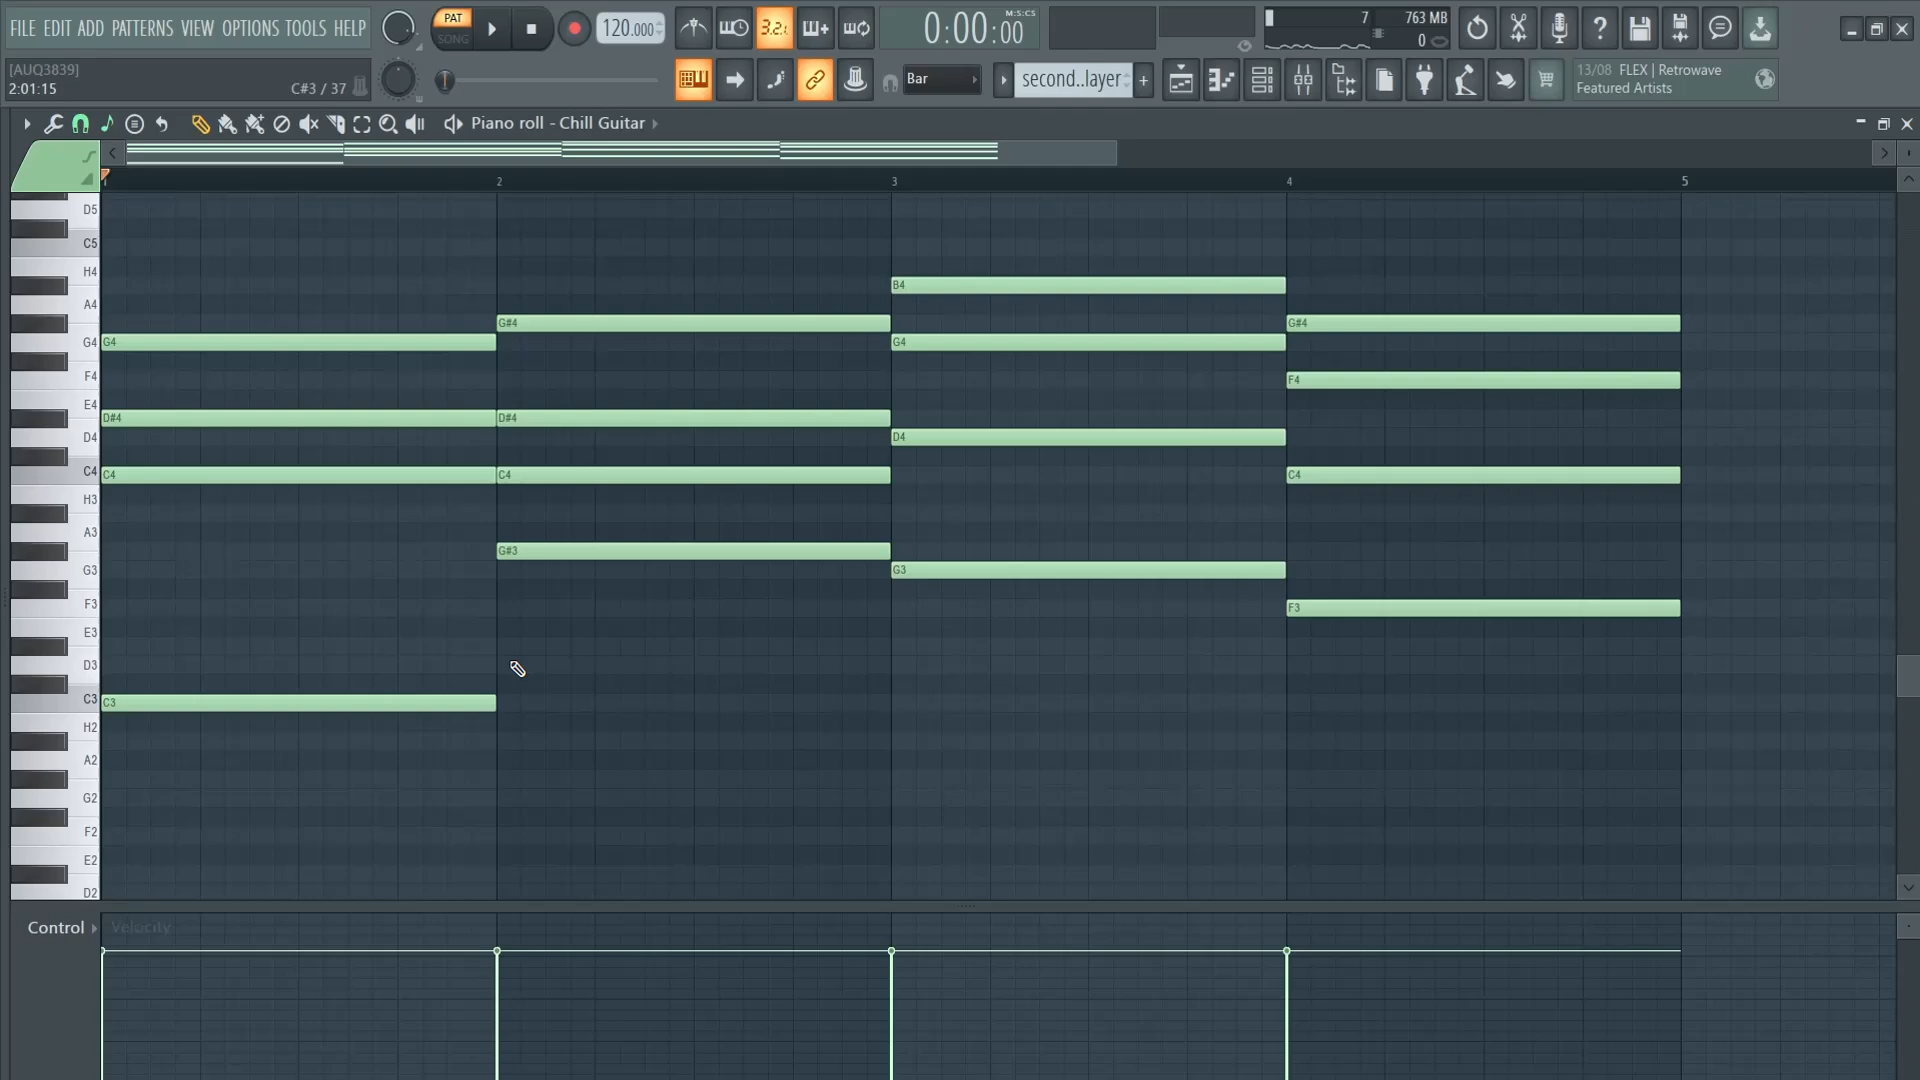 FILE EDIT ADD PATTERNS VIEW OPTIONS TOOLS HELP
PAT
SONG
120.000
3.2.
0:00:00
M:S:CS
7
763 MB
0
[AUQ3839]
2:01:15
C#3 / 37
Bar
second..layer
13/08 FLEX | Retrowave
Featured Artists
Piano roll - Chill Guitar
1
2
3
4
5
D5
C5
H4
B4
A4
G#4
G#4
G4
G4
G4
F4
F4
E4
D#4
D#4
D4
D4
C4
C4
C4
C4
H3
A3
G#3
G3
G3
F3
F3
E3
D3
C3
C3
H2
A2
G2
F2
E2
D2
Control
Velocity